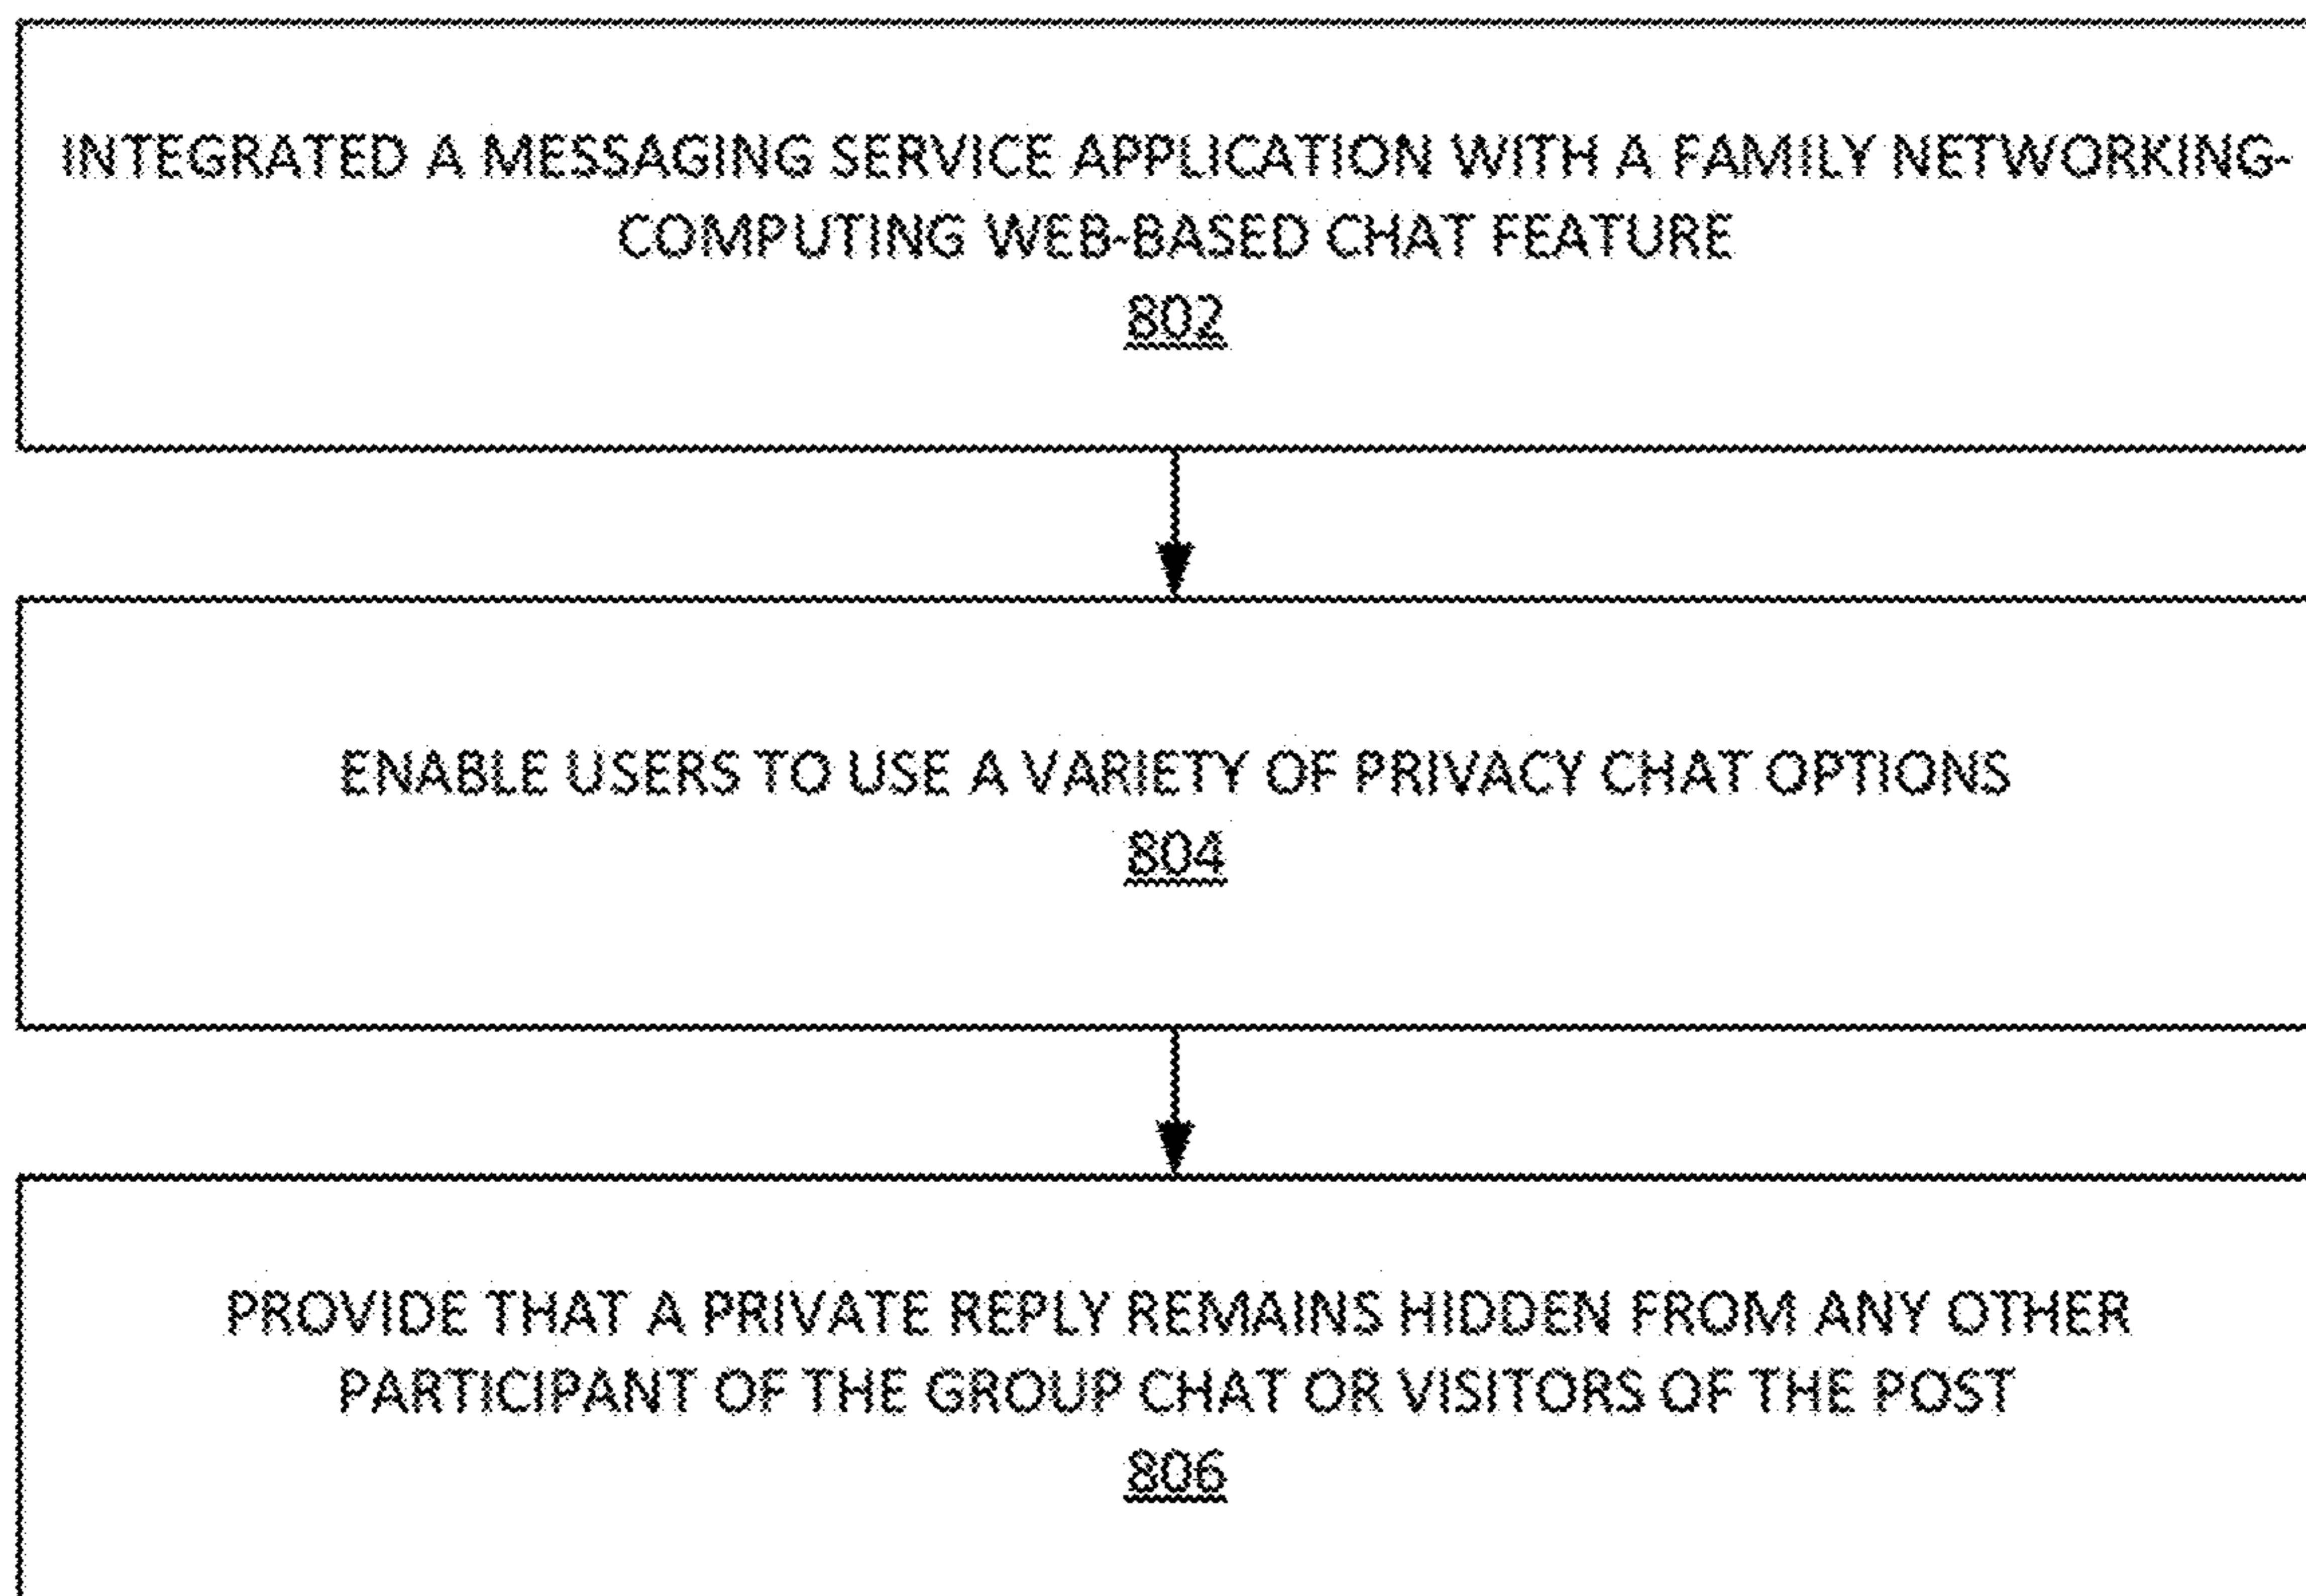 INTEGRATED A MESSAGING SERVICE APPLICATION WITH A FAMILY NETWORKING-
COMPUTING WEB-BASED CHAT FEATURE
802
ENABLE USERS TO USE A VARIETY OF PRIVACY CHAT OPTIONS
804
PROVIDE THAT A PRIVATE REPLY REMAINS HIDDEN FROM ANY OTHER
PARTICIPANT OF THE GROUP CHAT OR VISITORS OF THE POST
806